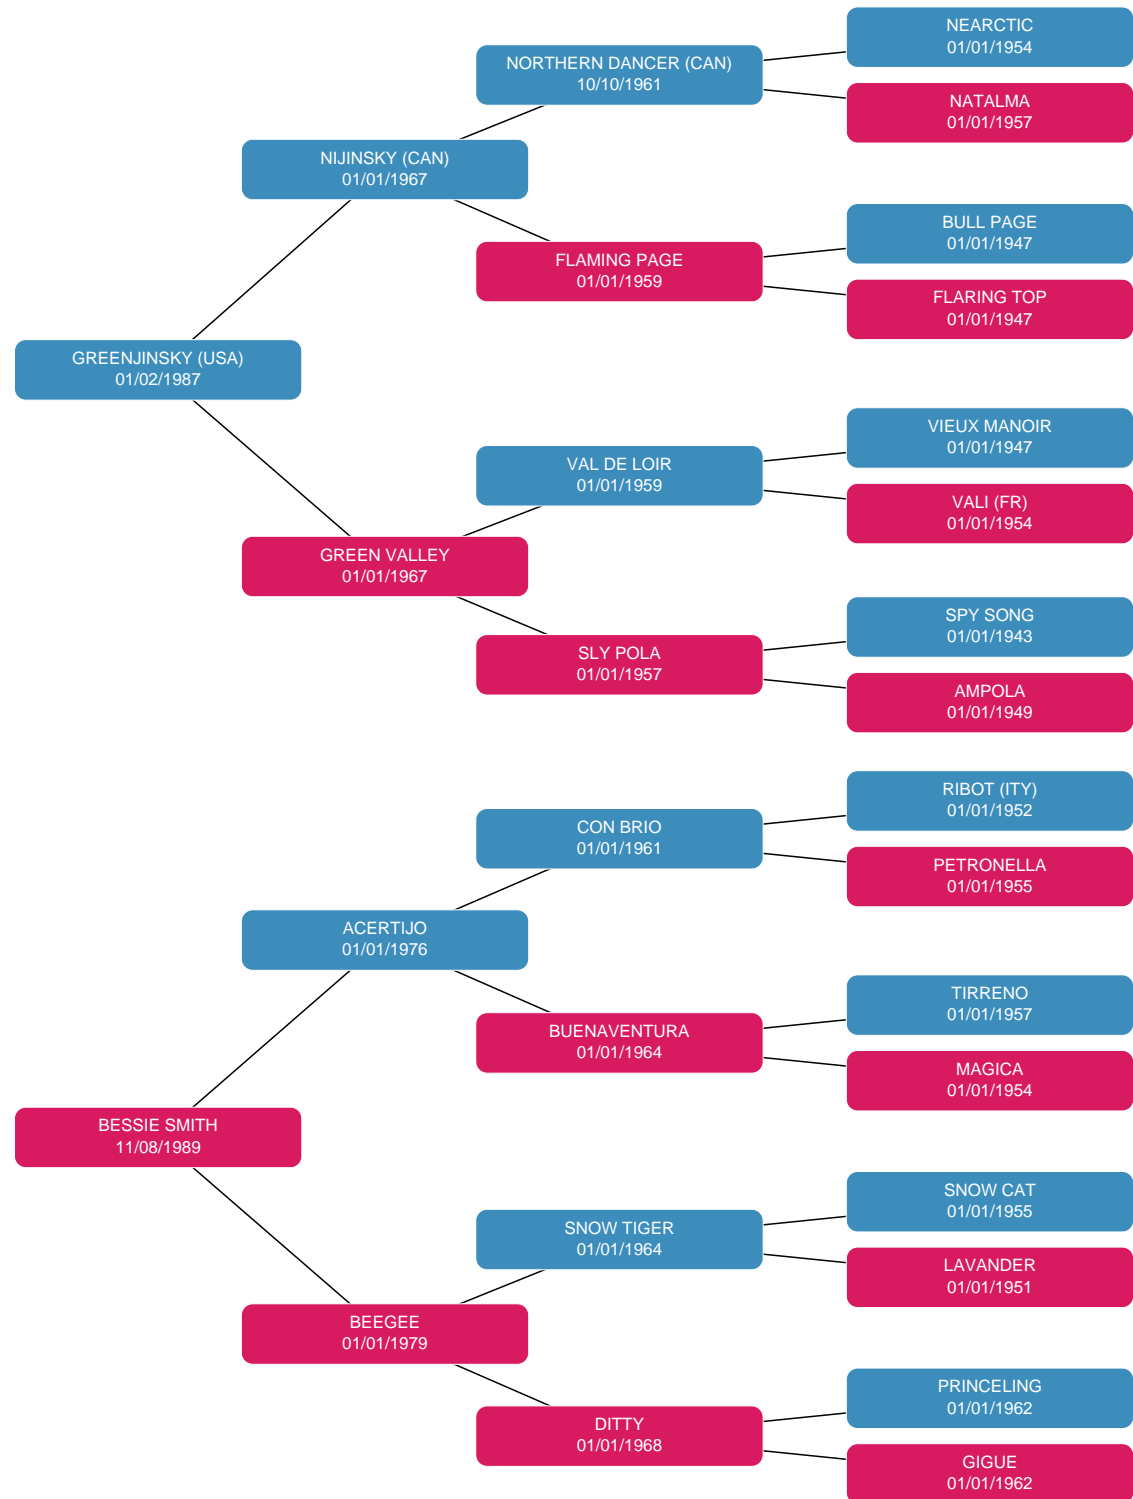 NEARCTIC
01/01/1954
NORTHERN DANCER (CAN)
10/10/1961
NATALMA
01/01/1957
NIJINSKY (CAN)
01/01/1967
BULL PAGE
01/01/1947
FLAMING PAGE
01/01/1959
FLARING TOP
01/01/1947
GREENJINSKY (USA)
01/02/1987
VIEUX MANOIR
01/01/1947
VAL DE LOIR
01/01/1959
VALI (FR)
01/01/1954
GREEN VALLEY
01/01/1967
SPY SONG
01/01/1943
SLY POLA
01/01/1957
AMPOLA
01/01/1949
RIBOT (ITY)
01/01/1952
CON BRIO
01/01/1961
PETRONELLA
01/01/1955
ACERTIJO
01/01/1976
TIRRENO
01/01/1957
BUENAVENTURA
01/01/1964
MAGICA
01/01/1954
BESSIE SMITH
11/08/1989
SNOW CAT
01/01/1955
SNOW TIGER
01/01/1964
LAVANDER
01/01/1951
BEEGEE
01/01/1979
PRINCELING
01/01/1962
DITTY
01/01/1968
GIGUE
01/01/1962